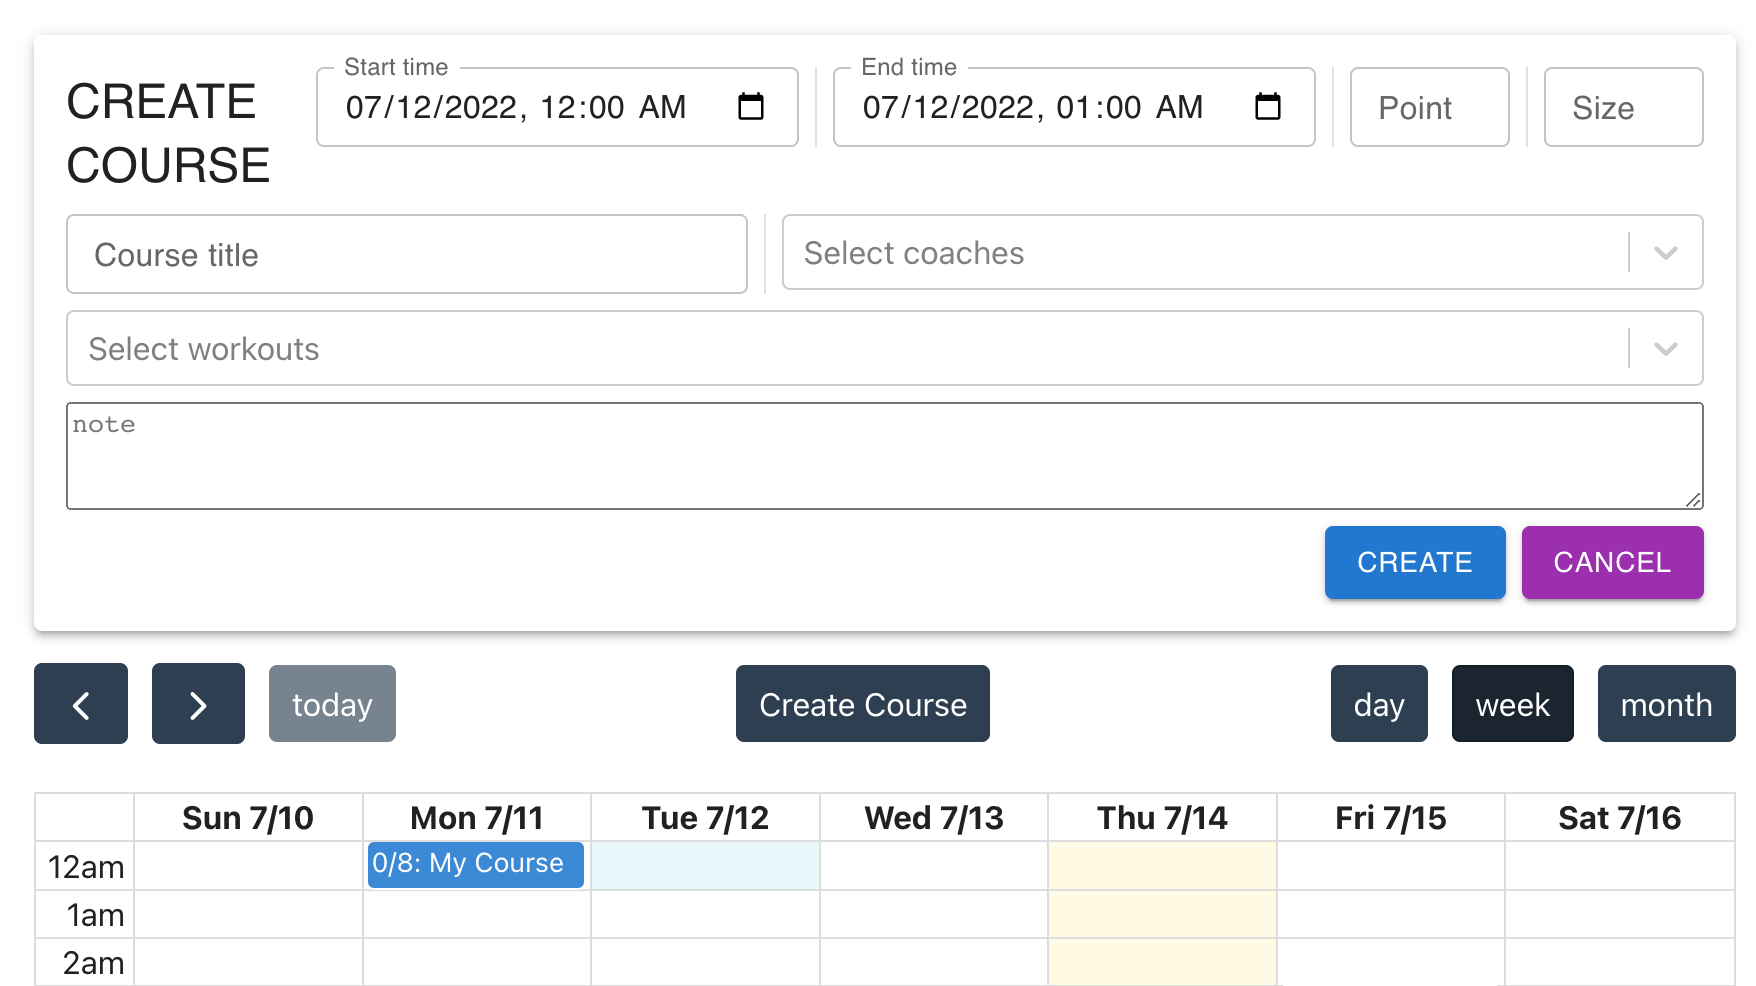 CREATE
COURSE
Start time
07/12/2022, 12:00 AM
End time
07/12/2022, 01:00 AM
Point
Size
Course title
Select coaches
Select workouts
note
CREATE
CANCEL
today
Create Course
day
week
month
Sun 7/10
Mon 7/11
Tue 7/12
Wed 7/13
Thu 7/14
Fri 7/15
Sat 7/16
12am
0/8: My Course
1am
2am